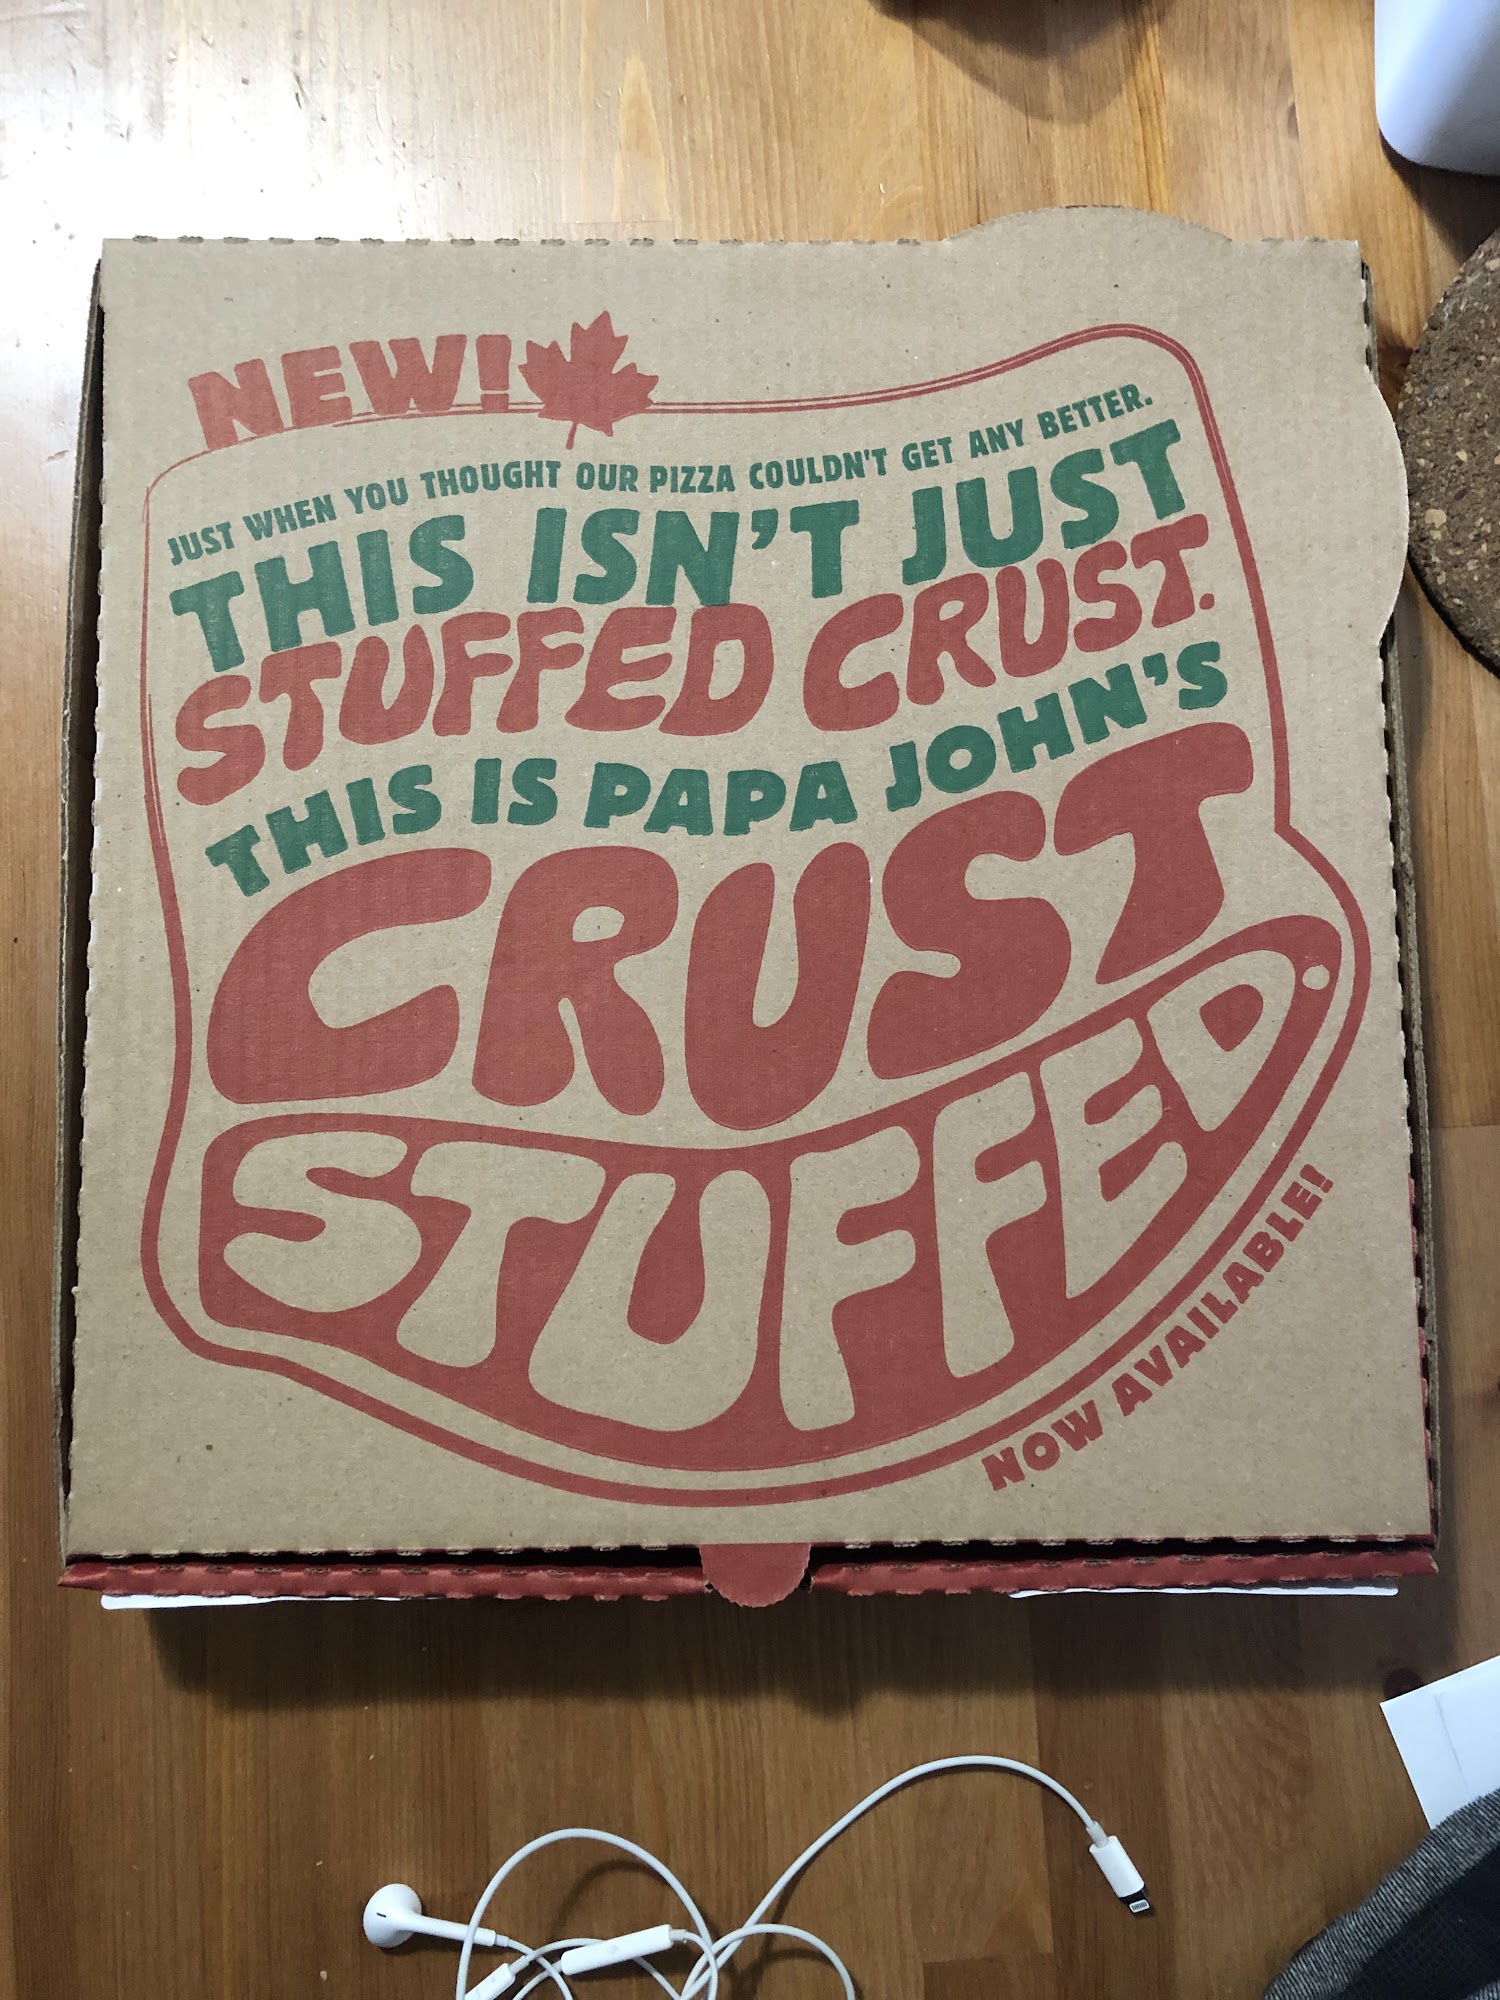 NEW!
JUST WHEN YOU THOUGHT OUR PIZZA COULDN'T GET ANY BETTER.
THIS ISN'T JUST
STUFFED CRUST.
THIS IS PAPA JOHN'S
CRUST
STUFFED.
NOW AVAILABLE!